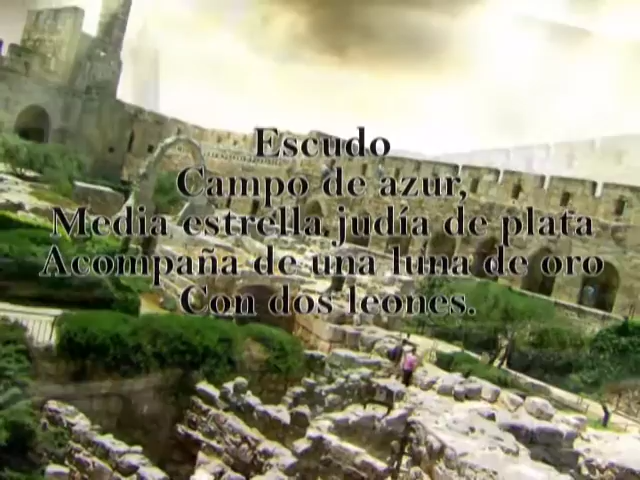 Escudo
Campo de azur,
Media estrella judía de plata
Acompaña de una luna de oro
Con dos leones.